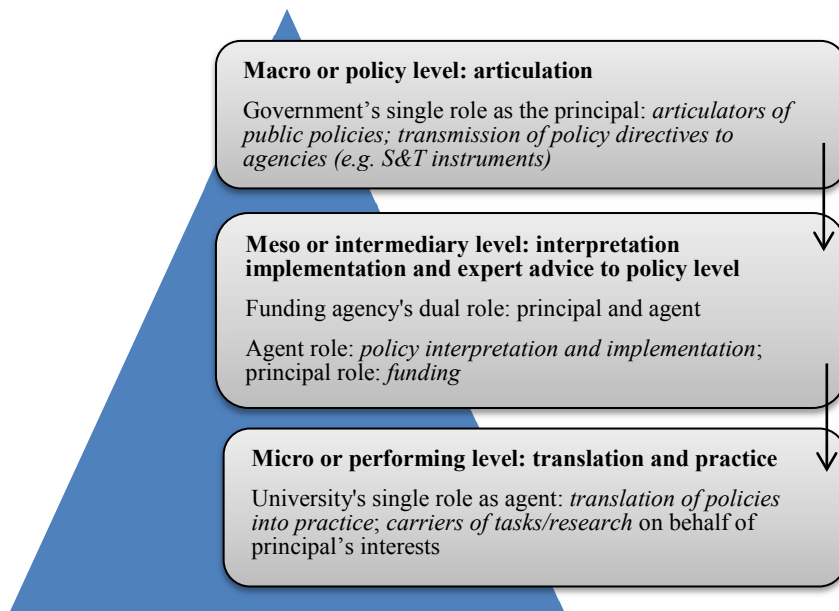 Macro or policy level: articulation
Government’s single role as the principal: articulators of
public policies; transmission of policy directives to
agencies (e.g. S&T instruments)
Meso or intermediary level: interpretation
implementation and expert advice to policy level
Funding agency's dual role: principal and agent
Agent role: policy interpretation and implementation;
principal role: funding
Micro or performing level: translation and practice
University's single role as agent: translation of policies
into practice; carriers of tasks/research on behalf of
principal’s interests